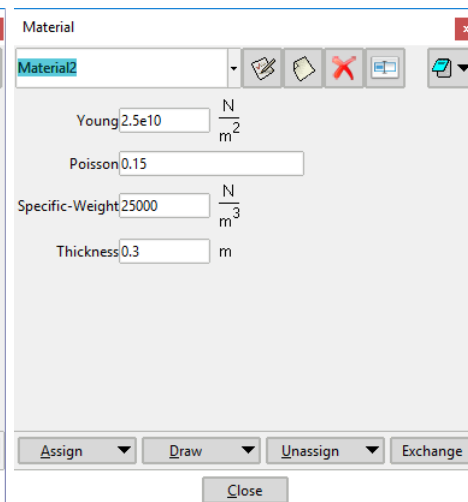 Material
Material2
Young 2.5e10 N/m²
Poisson 0.15
Specific-Weight 25000 N/m³
Thickness 0.3 m
Assign Draw Unassign Exchange
Close